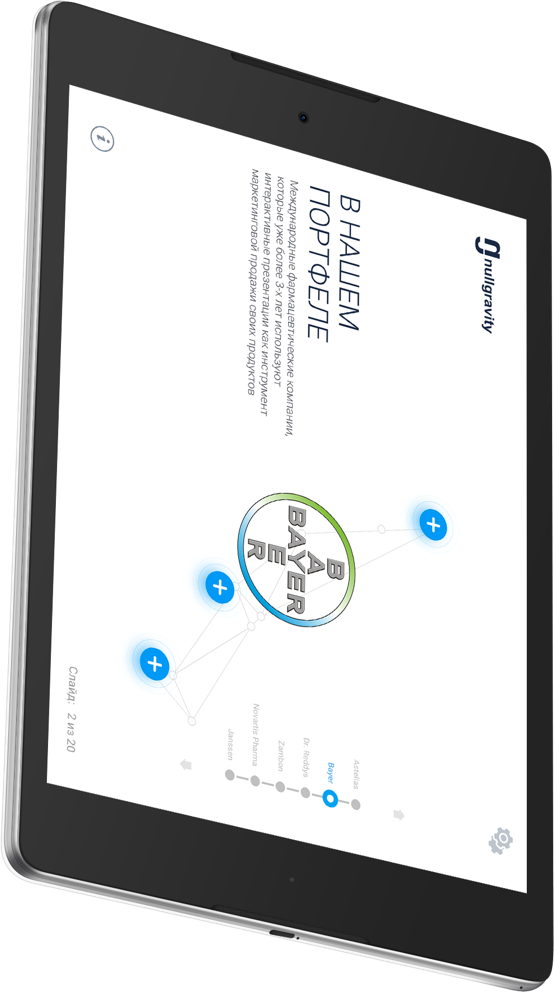 nullgravity
В НАШЕМ
ПОРТФЕЛЕ
Международные фармацевтические компании,
которые уже более 3-х лет используют
интерактивные презентации как инструмент
маркетинговой продажи своих продуктов
B
A
BAYER
E
R
Astellas
Bayer
Dr. Reddys
Zambon
Novartis Pharma
Janssen
i
Слайд: 2 из 20